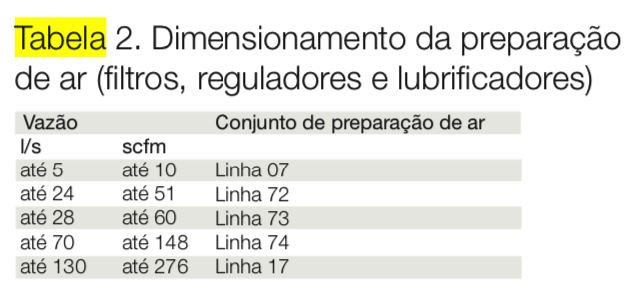 Tabela 2. Dimensionamento da preparação
de ar (filtros, reguladores e lubrificadores)
Vazão Conjunto de preparação de ar
l/s scfm
até 5 até 10 Linha 07
até 24 até 51 Linha 72
até 28 até 60 Linha 73
até 70 até 148 Linha 74
até 130 até 276 Linha 17